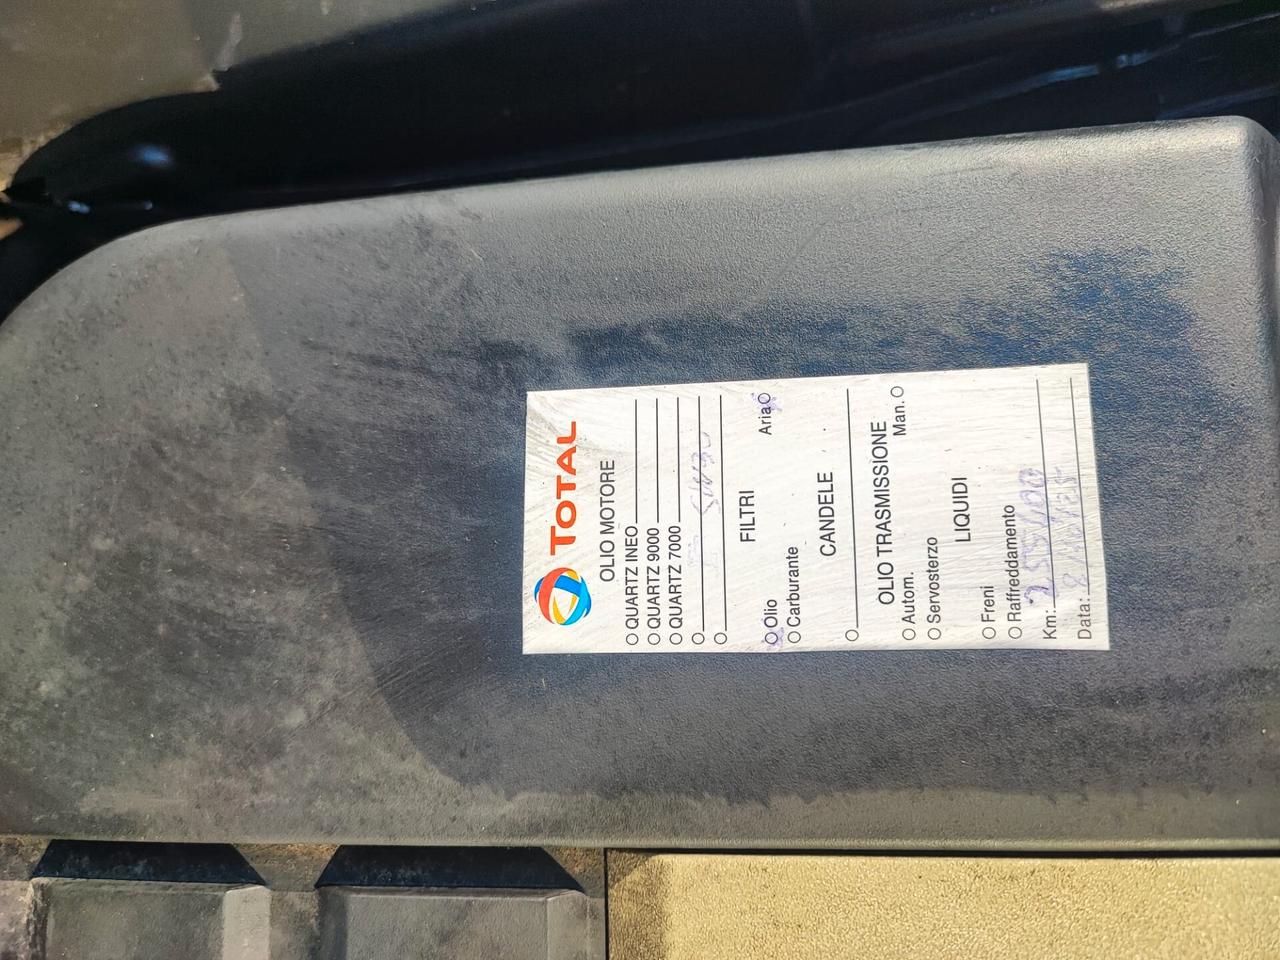 TOTAL
OLIO MOTORE
QUARTZ INEO
QUARTZ 9000
QUARTZ 7000
5W30
FILTRI
Olio Aria
Carburante
CANDELE
OLIO TRASMISSIONE
Autom. Man.
Servosterzo
LIQUIDI
Freni
Raffreddamento
Km:
Data: